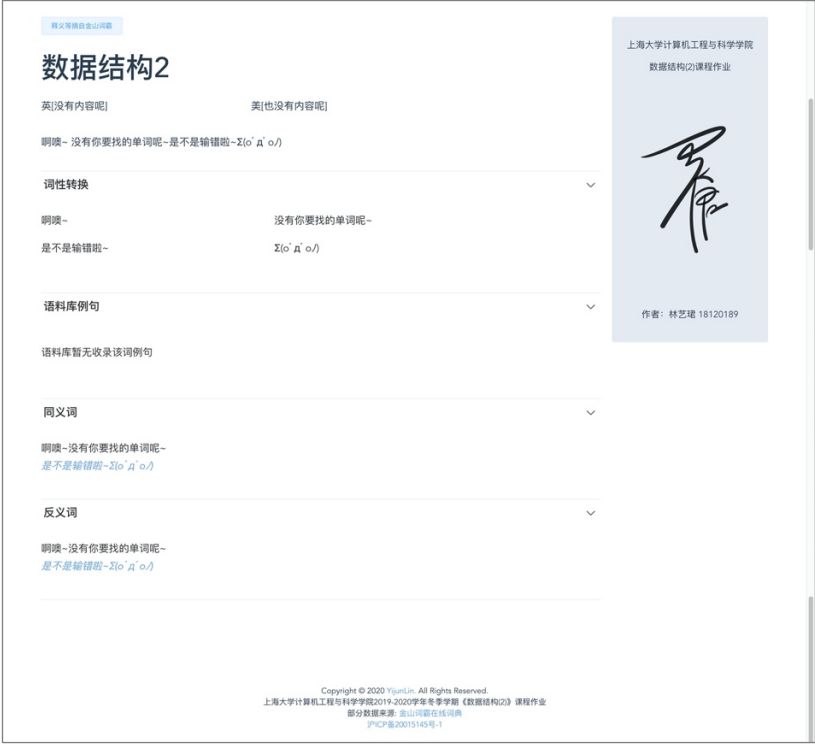 释义等摘自金山词霸
数据结构2
英[没有内容呢]
美[也没有内容呢]
啊噢~ 没有你要找的单词呢~是不是输错啦~Σ(o゚д゚oﾉ)
词性转换
啊噢~
没有你要找的单词呢~
是不是输错啦~
Σ(o゚д゚oﾉ)
语料库例句
语料库暂无收录该词例句
同义词
啊噢~没有你要找的单词呢~
是不是输错啦~Σ(o゚д゚oﾉ)
反义词
啊噢~没有你要找的单词呢~
是不是输错啦~Σ(o゚д゚oﾉ)
上海大学计算机工程与科学学院
数据结构(2)课程作业
作者：林艺珺 18120189
Copyright © 2020 YijunLin. All Rights Reserved.
上海大学计算机工程与科学学院2019-2020学年冬季学期《数据结构(2)》课程作业
部分数据来源: 金山词霸在线词典
沪ICP备20015145号-1